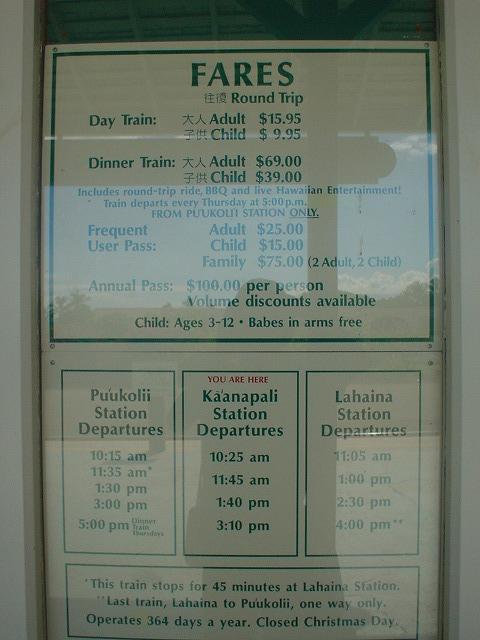 FARES
往復 Round Trip
Day Train: 大人 Adult $15.95
子供 Child $ 9.95
Dinner Train: 大人 Adult $69.00
子供 Child $39.00
Includes round-trip ride, BBQ and live Hawaiian Entertainment!
Train departs every Thursday at 5:00 p.m.
FROM PU'UKOLI'I STATION ONLY.
Frequent Adult $25.00
User Pass: Child $15.00
Family $75.00 (2 Adult, 2 Child)
Annual Pass: $100.00 per person
Volume discounts available
Child: Ages 3-12 • Babes in arms free
Pu'ukolii
Station
Departures
10:15 am
11:35 am*
1:30 pm
3:00 pm
5:00 pm Dinner Train Thursdays
YOU ARE HERE
Ka'anapali
Station
Departures
10:25 am
11:45 am
1:40 pm
3:10 pm
Lahaina
Station
Departures
11:05 am
1:00 pm
2:30 pm
4:00 pm**
*This train stops for 45 minutes at Lahaina Station.
**Last train, Lahaina to Pu'ukolii, one way only.
Operates 364 days a year. Closed Christmas Day.